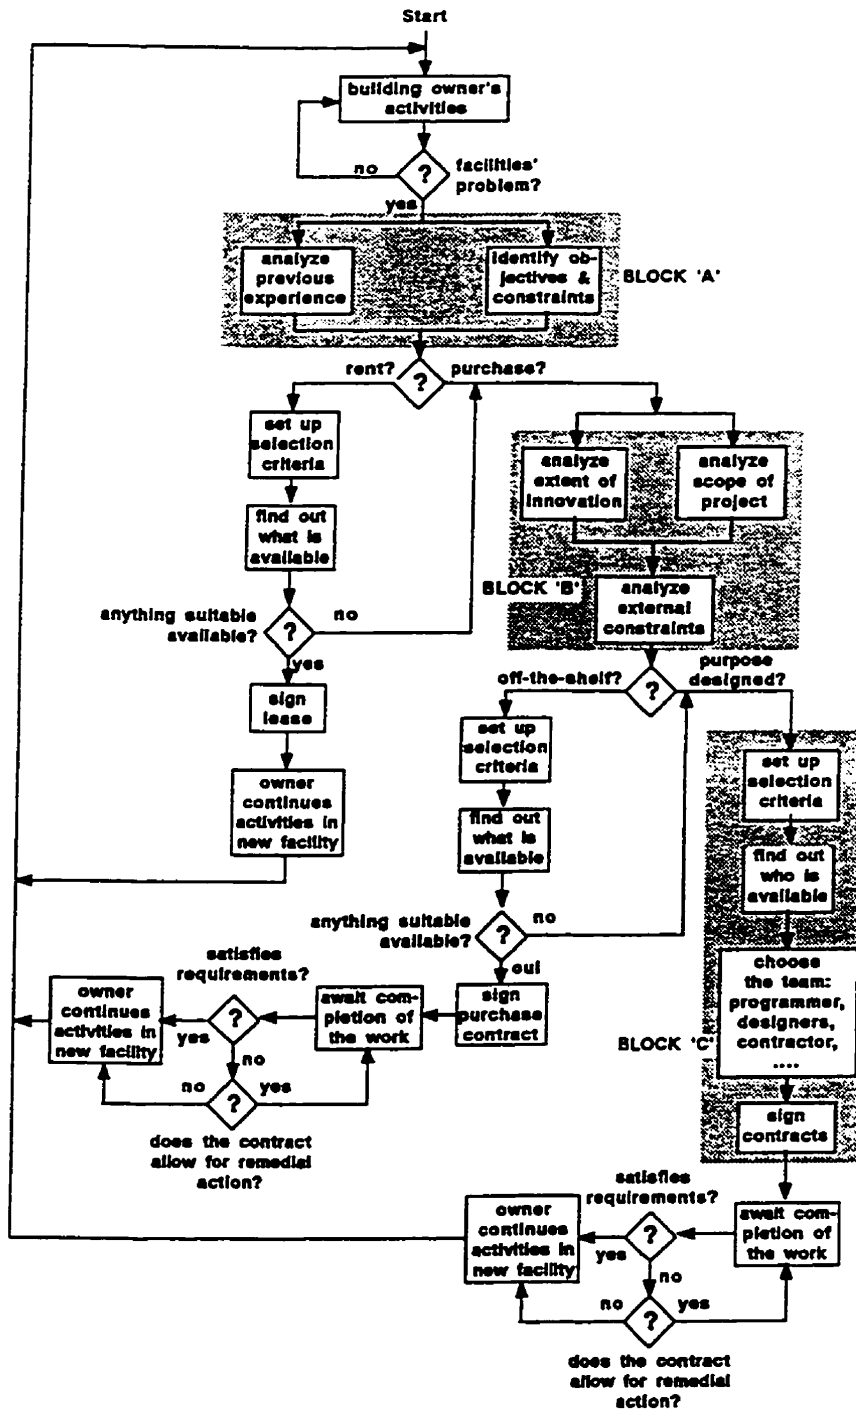 Start
building owner's
activities
no
?
facilities'
problem?
yes
analyze
previous
experience
identify ob-
jectives &
constraints
BLOCK 'A'
rent?
?
purchase?
set up
selection
criteria
find out
what is
available
anything suitable
available?
?
no
yes
sign
lease
owner
continues
activities in
new facility
analyze
extent of
innovation
analyze
scope of
project
BLOCK 'B'
analyze
external
constraints
off-the-shelf?
?
purpose
designed?
set up
selection
criteria
find out
what is
available
anything suitable
available?
?
no
oui
sign
purchase
contract
await com-
pletion of
the work
satisfies
requirements?
?
yes
no
owner
continues
activities in
new facility
no
?
yes
does the contract
allow for remedial
action?
set up
selection
criteria
find out
who is
available
choose
the team:
programmer,
designers,
contractor,
....
BLOCK 'C'
sign
contracts
await com-
pletion of
the work
satisfies
requirements?
?
yes
no
owner
continues
activities in
new facility
no
?
yes
does the contract
allow for remedial
action?